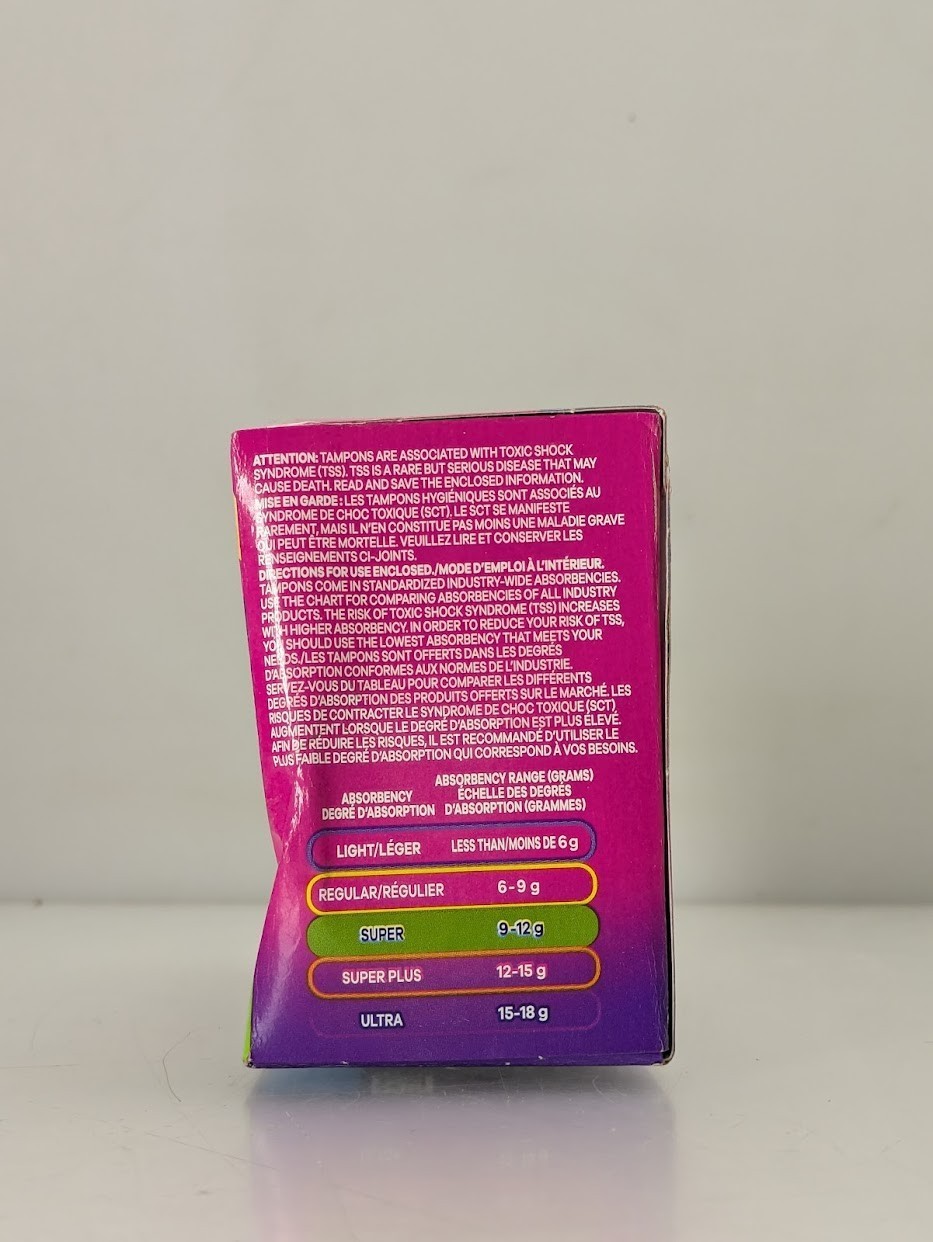 ATTENTION: TAMPONS ARE ASSOCIATED WITH TOXIC SHOCK
SYNDROME (TSS). TSS IS A RARE BUT SERIOUS DISEASE THAT MAY
CAUSE DEATH. READ AND SAVE THE ENCLOSED INFORMATION.
MISE EN GARDE : LES TAMPONS HYGIÉNIQUES SONT ASSOCIÉS AU
SYNDROME DE CHOC TOXIQUE (SCT). LE SCT SE MANIFESTE
RAREMENT, MAIS IL N'EN CONSTITUE PAS MOINS UNE MALADIE GRAVE
QUI PEUT ÊTRE MORTELLE. VEUILLEZ LIRE ET CONSERVER LES
RENSEIGNEMENTS CI-JOINTS.
DIRECTIONS FOR USE ENCLOSED./MODE D'EMPLOI À L'INTÉRIEUR.
TAMPONS COME IN STANDARDIZED INDUSTRY-WIDE ABSORBENCIES.
USE THE CHART FOR COMPARING ABSORBENCIES OF ALL INDUSTRY
PRODUCTS. THE RISK OF TOXIC SHOCK SYNDROME (TSS) INCREASES
WITH HIGHER ABSORBENCY. IN ORDER TO REDUCE YOUR RISK OF TSS,
YOU SHOULD USE THE LOWEST ABSORBENCY THAT MEETS YOUR
NEEDS./LES TAMPONS SONT OFFERTS DANS LES DEGRÉS
D'ABSORPTION CONFORMES AUX NORMES DE L'INDUSTRIE.
SERVEZ-VOUS DU TABLEAU POUR COMPARER LES DIFFÉRENTS
DEGRÉS D'ABSORPTION DES PRODUITS OFFERTS SUR LE MARCHÉ. LES
RISQUES DE CONTRACTER LE SYNDROME DE CHOC TOXIQUE (SCT)
AUGMENTENT LORSQUE LE DEGRÉ D'ABSORPTION EST PLUS ÉLEVÉ.
AFIN DE RÉDUIRE LES RISQUES, IL EST RECOMMANDÉ D'UTILISER LE
PLUS FAIBLE DEGRÉ D'ABSORPTION QUI CORRESPOND À VOS BESOINS.
ABSORBENCY
DEGRÉ D'ABSORPTION
ABSORBENCY RANGE (GRAMS)
ÉCHELLE DES DEGRÉS
D'ABSORPTION (GRAMMES)
LIGHT/LÉGER LESS THAN/MOINS DE 6 g
REGULAR/RÉGULIER 6-9 g
SUPER 9-12 g
SUPER PLUS 12-15 g
ULTRA 15-18 g